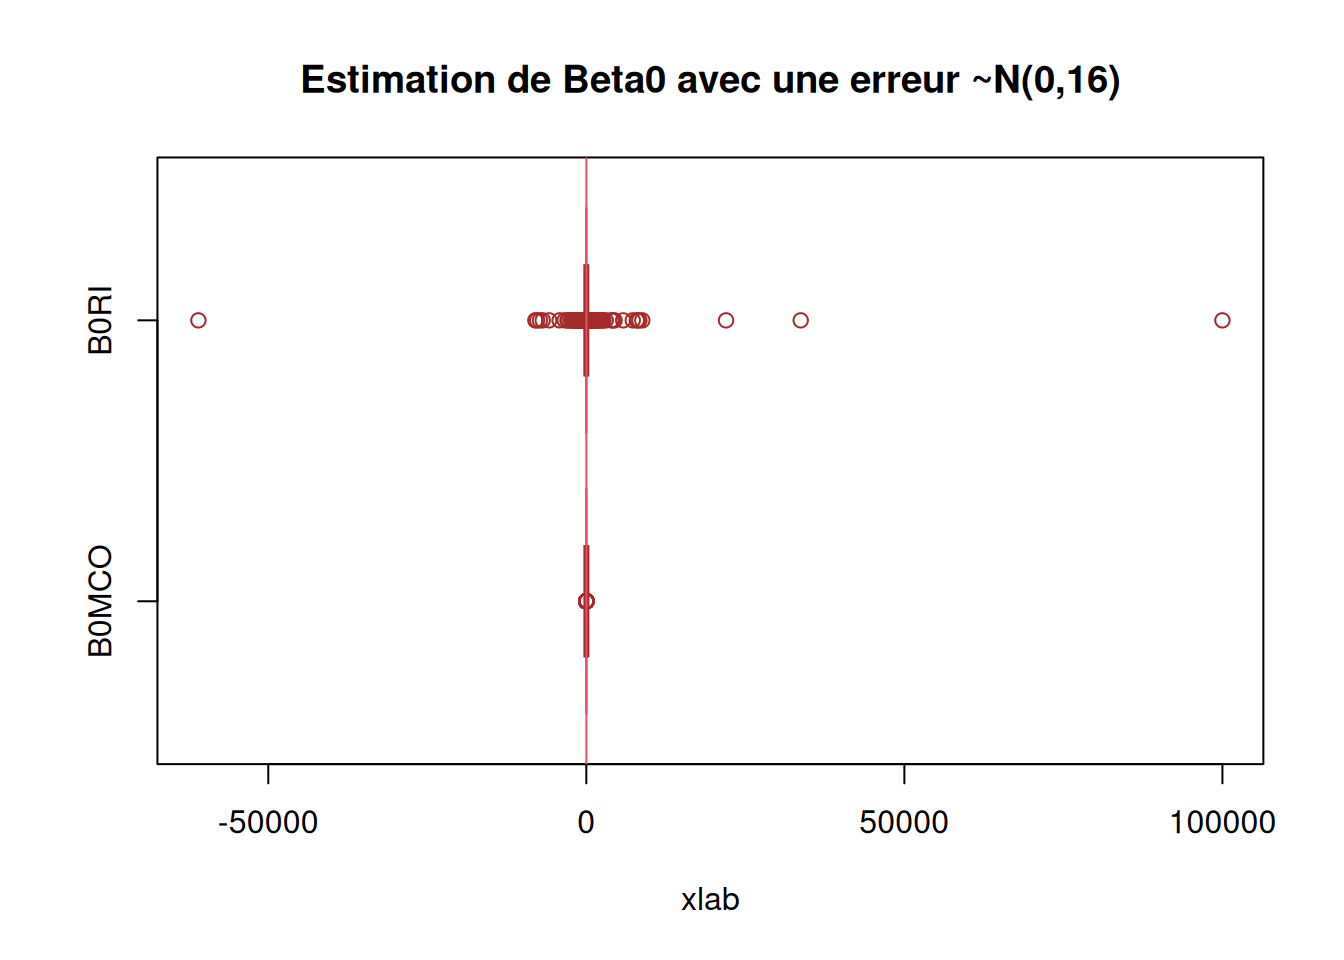 Estimation de Beta0 avec une erreur ~N(0,16)
B0RI
B0MCO
-50000
0
50000
100000
xlab